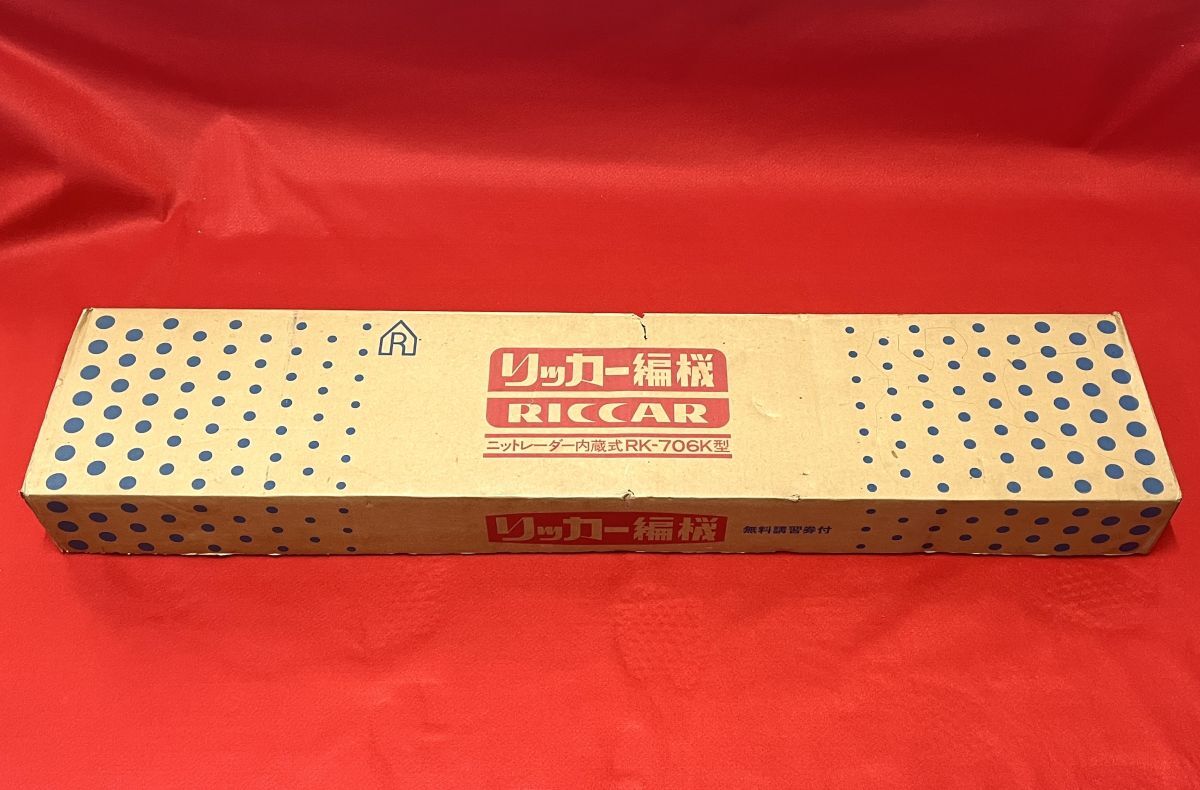 R
リッカー編機
RICCAR
ニットレーダー内蔵式RK-706K型
リッカー編機 無料講習券付